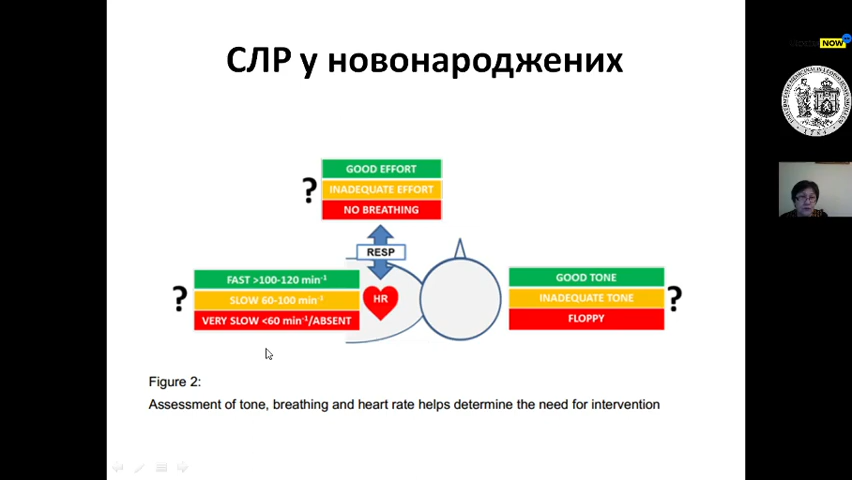 СЛР у новонароджених
NOW
GOOD EFFORT
? INADEQUATE EFFORT
NO BREATHING
RESP
FAST >100-120 min⁻¹
? SLOW 60-100 min⁻¹
VERY SLOW <60 min⁻¹/ABSENT
HR
GOOD TONE
INADEQUATE TONE ?
FLOPPY
Figure 2:
Assessment of tone, breathing and heart rate helps determine the need for intervention